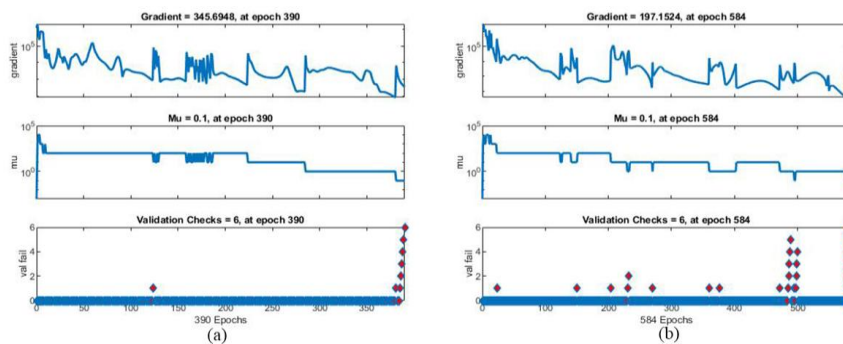 Gradient = 345.6948, at epoch 390
gradient
10^5
Mu = 0.1, at epoch 390
mu
10^5
10^0
Validation Checks = 6, at epoch 390
val fail
6
4
2
0
0 50 100 150 200 250 300 350
390 Epochs
(a)
Gradient = 197.1524, at epoch 584
gradient
10^5
Mu = 0.1, at epoch 584
mu
10^5
10^0
Validation Checks = 6, at epoch 584
val fail
6
4
2
0
0 100 200 300 400 500
584 Epochs
(b)